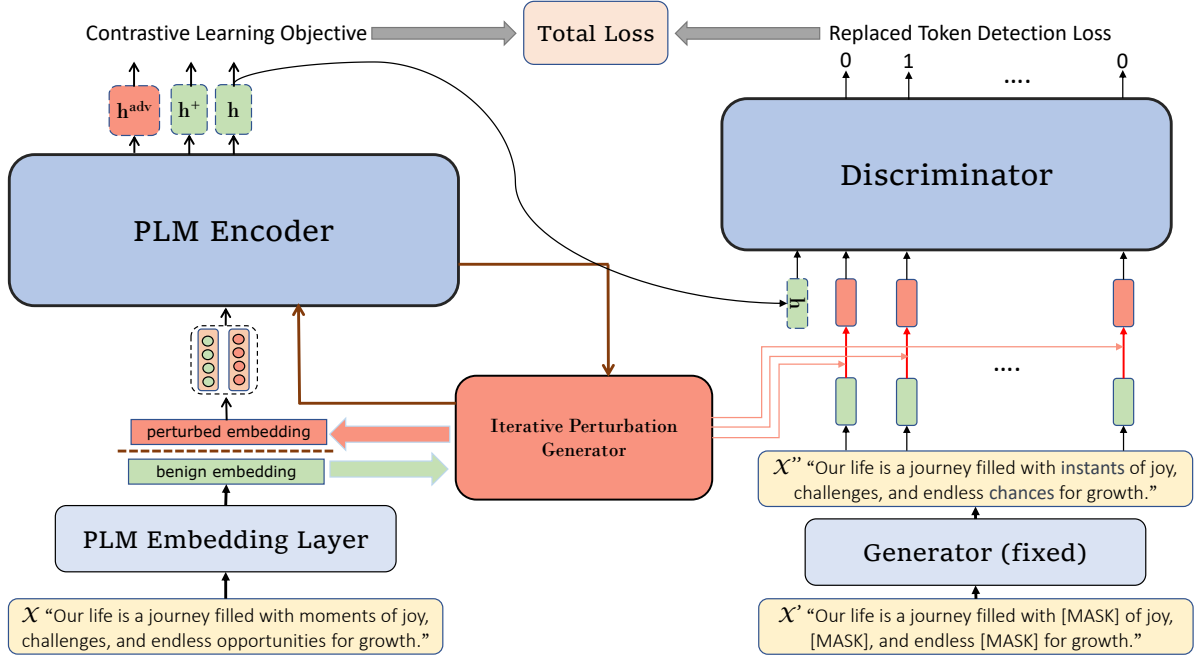 Contrastive Learning Objective
Total Loss
Replaced Token Detection Loss
0
1
....
0
h^adv
h^+
h
PLM Encoder
Discriminator
h
perturbed embedding
benign embedding
Iterative Perturbation
Generator
....
PLM Embedding Layer
X “Our life is a journey filled with moments of joy,
challenges, and endless opportunities for growth.”
X” “Our life is a journey filled with instants of joy,
challenges, and endless chances for growth.”
Generator (fixed)
X’ “Our life is a journey filled with [MASK] of joy,
[MASK], and endless [MASK] for growth.”